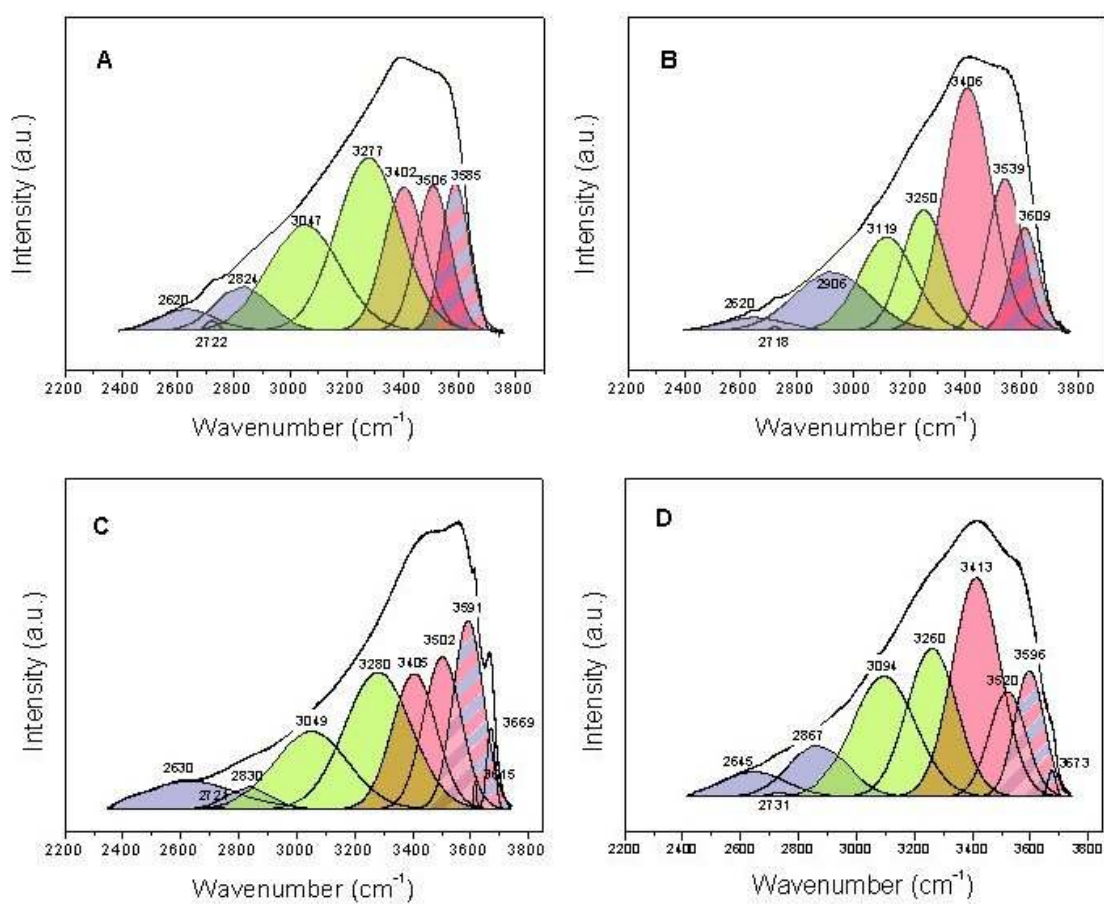 A
3277
3402
3506
3585
3047
2824
2620
2722
Intensity (a.u.)
2200 2400 2600 2800 3000 3200 3400 3600 3800
Wavenumber (cm⁻¹)
B
3406
3539
3609
3250
3119
2906
2620
2718
Intensity (a.u.)
2200 2400 2600 2800 3000 3200 3400 3600 3800
Wavenumber (cm⁻¹)
C
3591
3502
3280
3405
3049
3669
2630
2830
Intensity (a.u.)
2200 2400 2600 2800 3000 3200 3400 3600 3800
Wavenumber (cm⁻¹)
D
3413
3596
3260
3520
3094
2867
2645
3673
2731
Intensity (a.u.)
2200 2400 2600 2800 3000 3200 3400 3600 3800
Wavenumber (cm⁻¹)